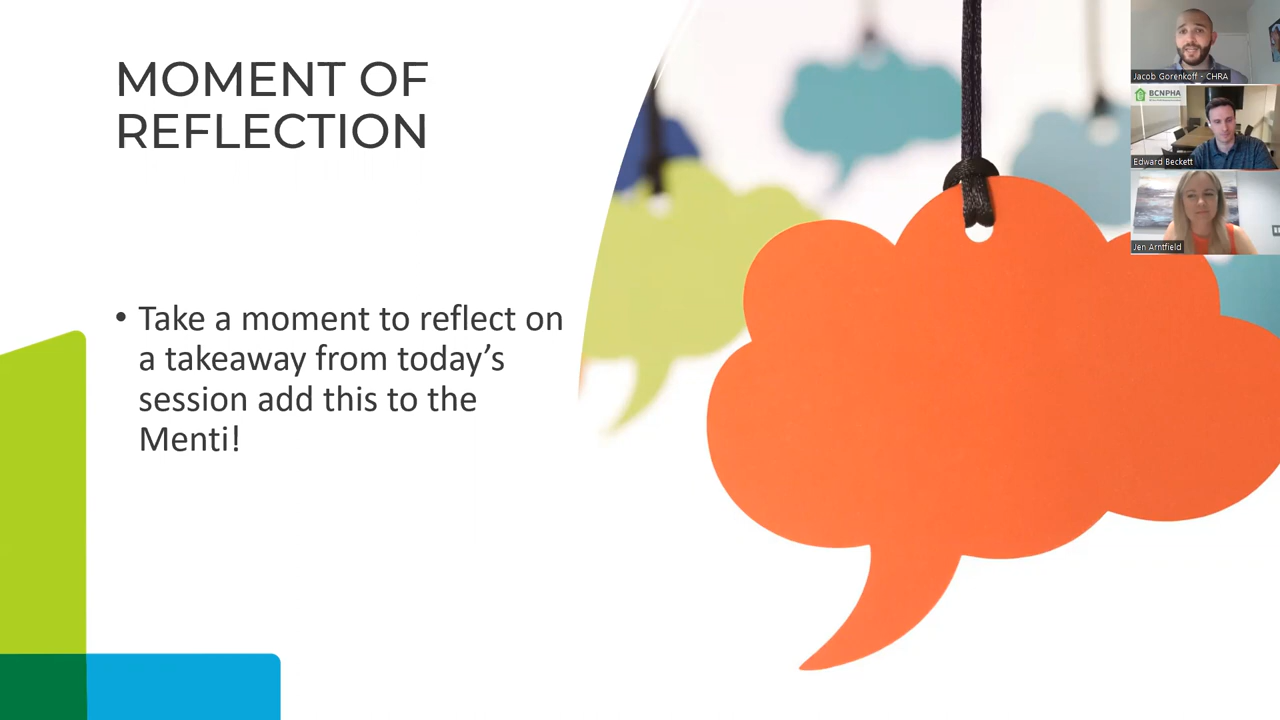 MOMENT OF
REFLECTION
• Take a moment to reflect on
a takeaway from today’s
session add this to the
Menti!
Jacob Gorenkoff - CHRA
BCNPHA
Edward Beckett
Jen Arntfield